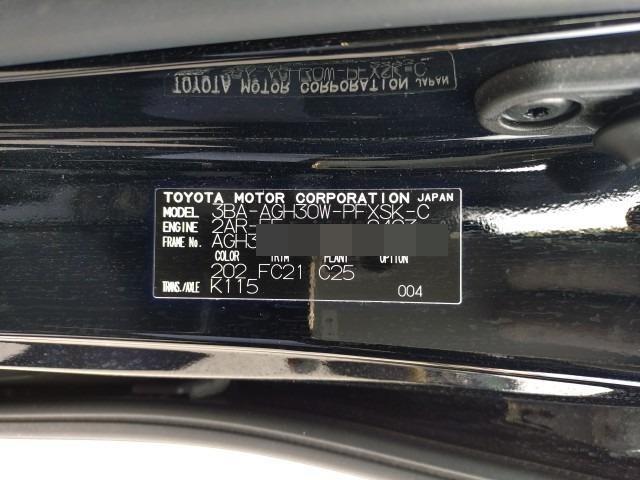 TOYOTA MOTOR CORPORATION JAPAN
MODEL 3BA-AGH30W-PFXSK-C
ENGINE 2AR-
FRAME No. AGH3
COLOR TRIM PLANT OPTION
202 FC21 C25
TRANS./AXLE K115 004